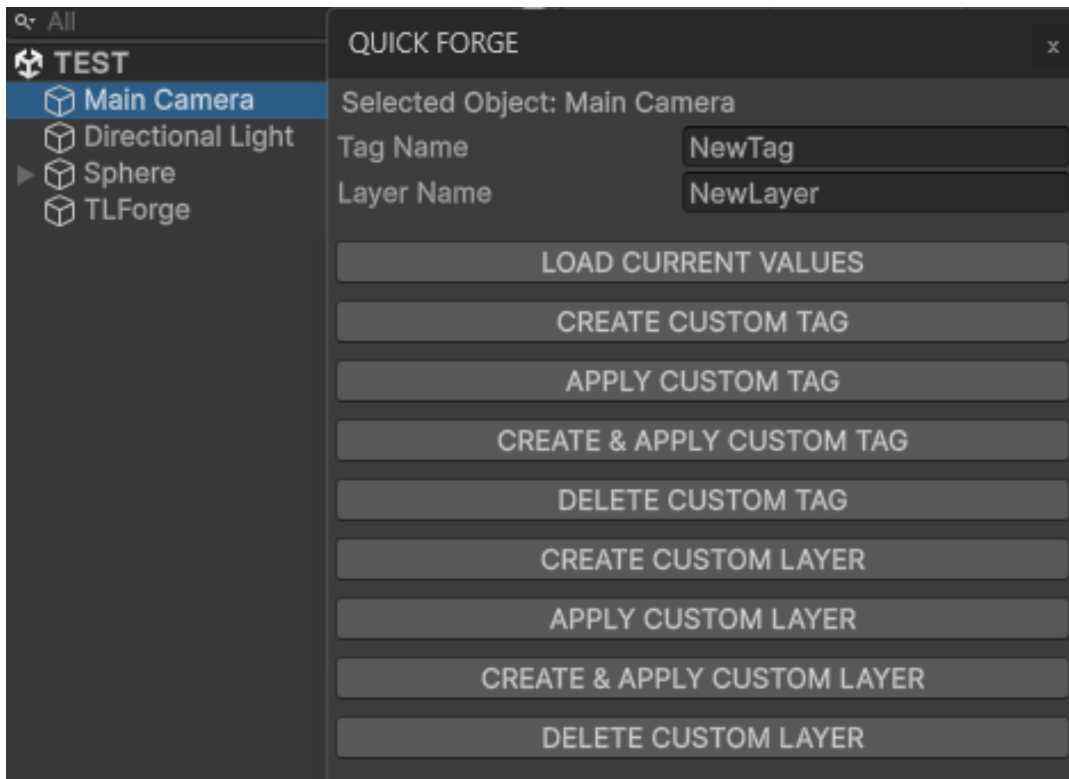 All
TEST
Main Camera
Directional Light
Sphere
TLForge
QUICK FORGE
x
Selected Object: Main Camera
Tag Name NewTag
Layer Name NewLayer
LOAD CURRENT VALUES
CREATE CUSTOM TAG
APPLY CUSTOM TAG
CREATE & APPLY CUSTOM TAG
DELETE CUSTOM TAG
CREATE CUSTOM LAYER
APPLY CUSTOM LAYER
CREATE & APPLY CUSTOM LAYER
DELETE CUSTOM LAYER